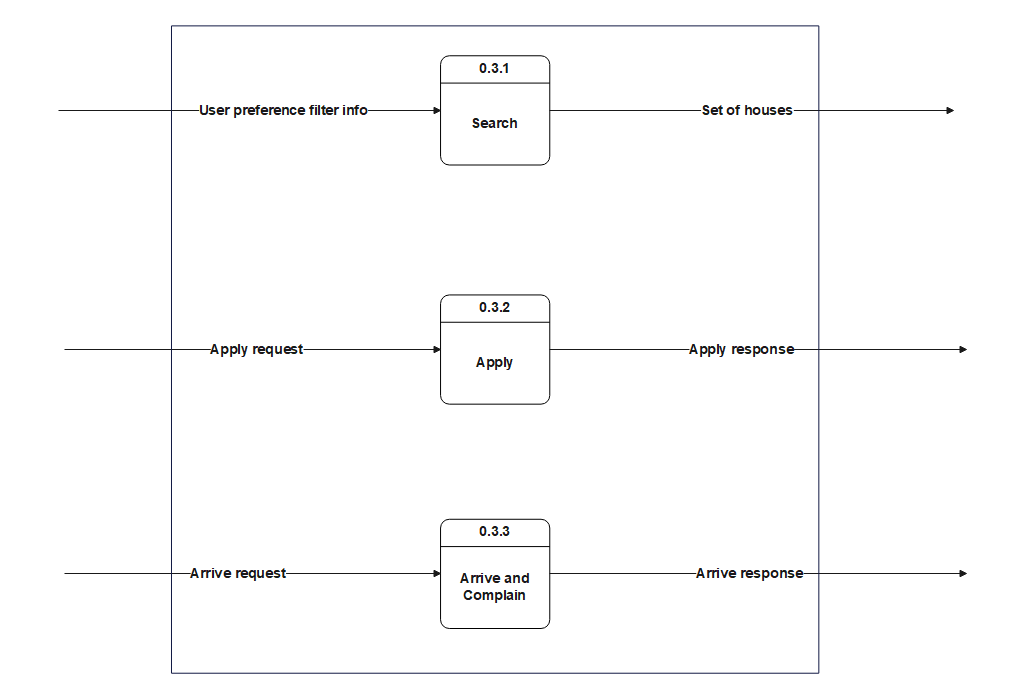 0.3.1
User preference filter info
Search
Set of houses
0.3.2
Apply request
Apply
Apply response
0.3.3
Arrive request
Arrive and
Complain
Arrive response